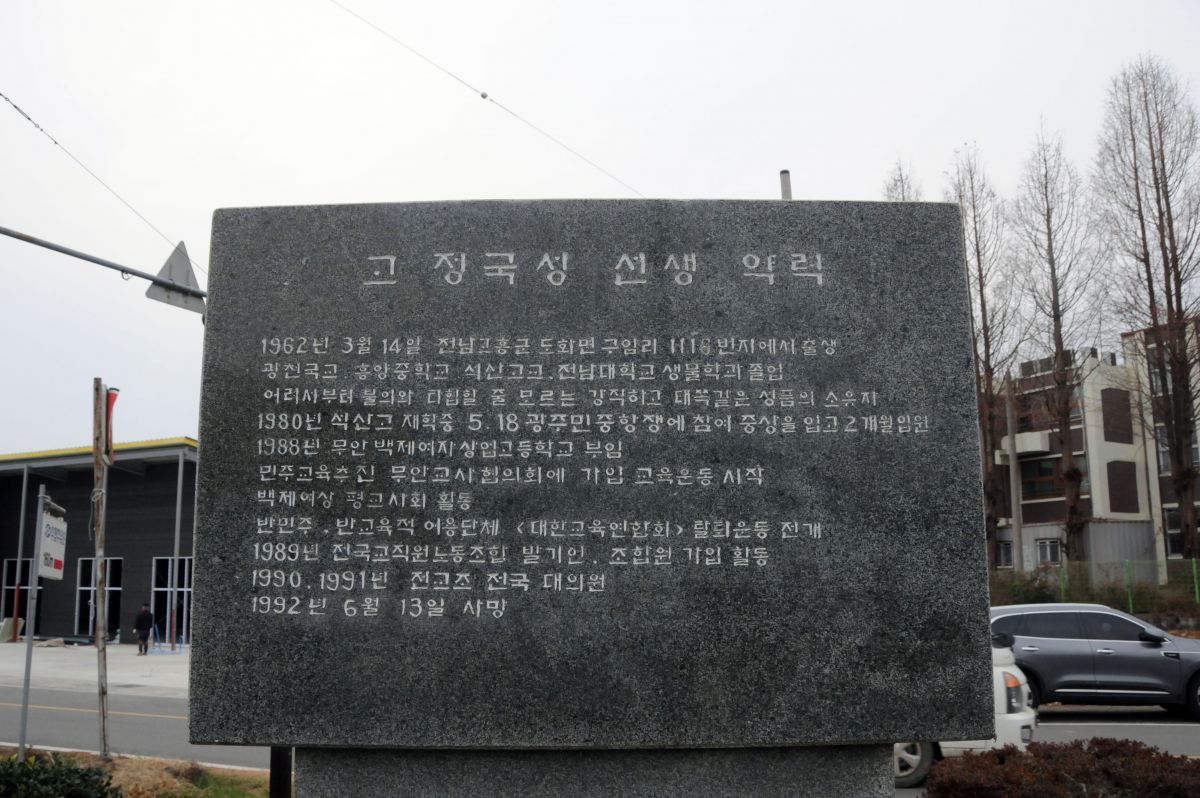 고 정국성 선생 약력
1962년 3월 14일 전남고흥군 도화면 구암리 1116번지에서 출생
광천국교 흥양중학교 석산고교.전남대학교 생물학과 졸업
어려서부터 불의와 타협할 줄 모르는 강직하고 대쪽같은 성품의 소유자
1980년 석산고 재학중 5.18 광주민중항쟁에 참여 중상을 입고 2개월입원
1988년 무안 백제여자상업고등학교 부임
민주교육추진 무안교사협의회에 가입 교육운동 시작
백제여상 평교사회 활동
반민주.반교육적 어용단체 <대한교육연합회> 탈퇴운동 전개
1989년 전국교직원노동조합 발기인. 조합원 가입 활동
1990.1991년 전교조 전국 대의원
1992년 6월 13일 사망